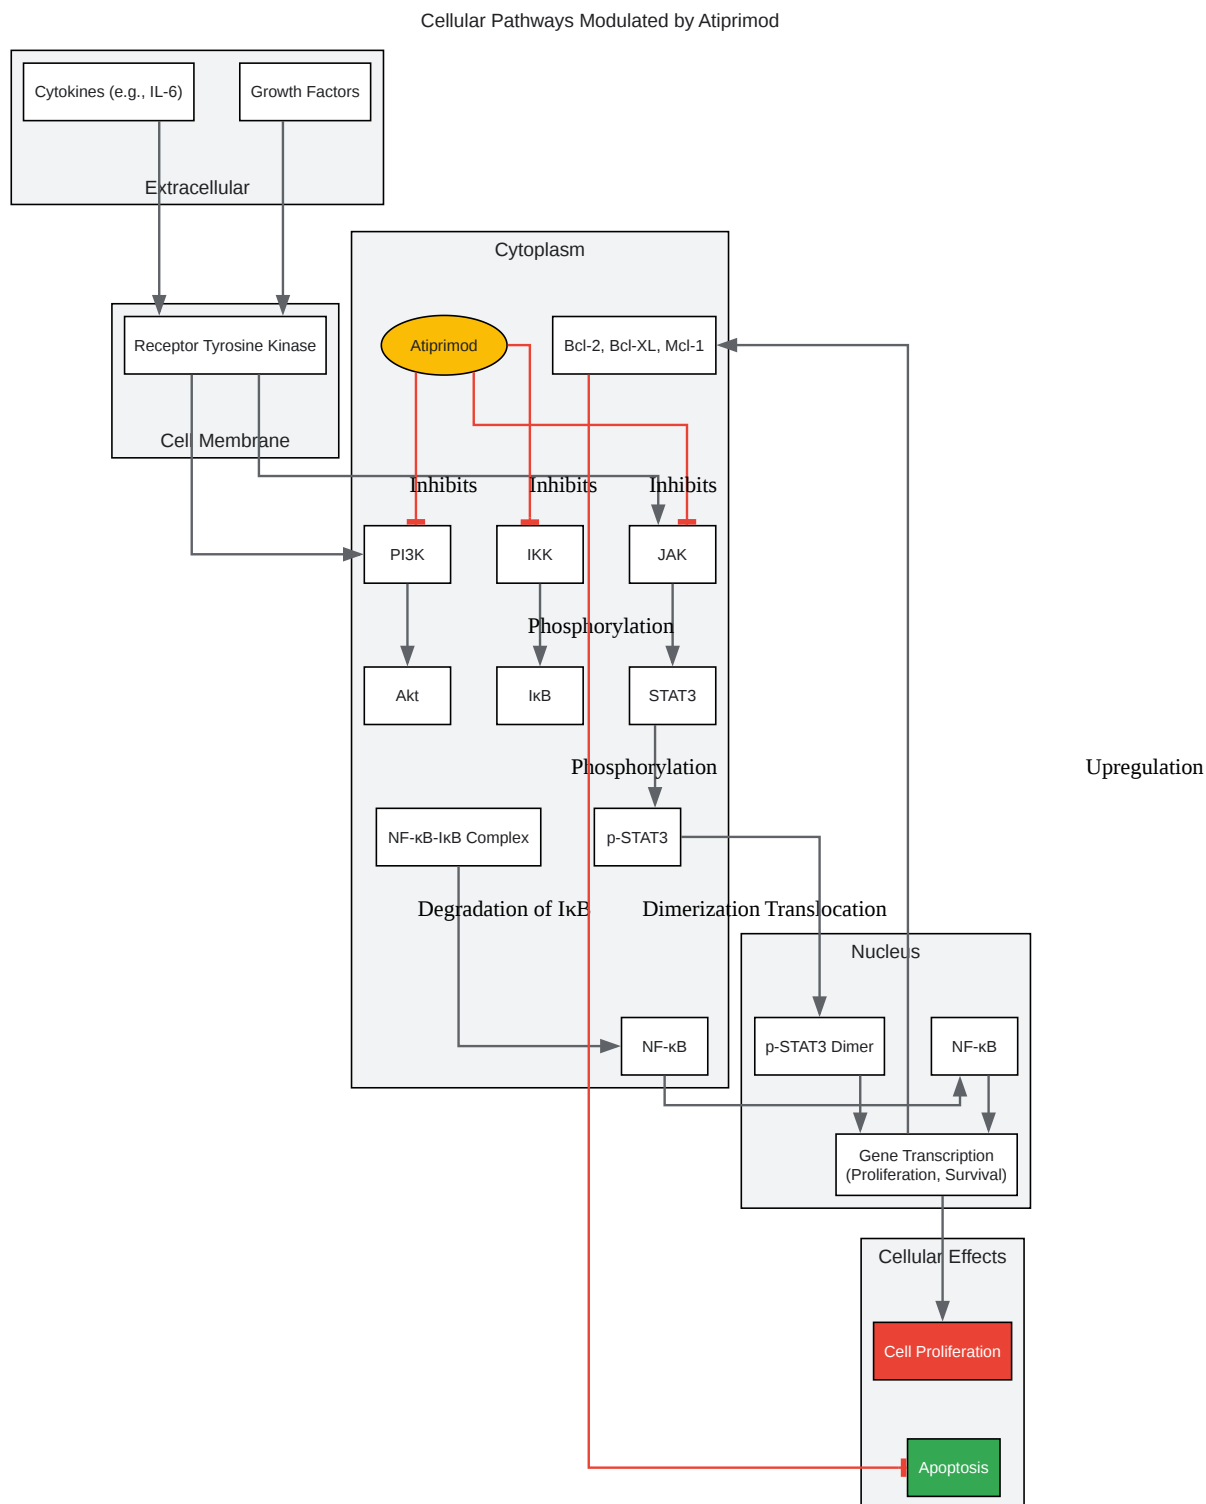 Cellular Pathways Modulated by Atiprimod
Cytokines (e.g., IL-6)
Growth Factors
Extracellular
Cytoplasm
Receptor Tyrosine Kinase
Atiprimod
Bcl-2, Bcl-XL, Mcl-1
Cell Membrane
Inhibits
Inhibits
Inhibits
PI3K
IKK
JAK
Phosphorylation
Akt
IκB
STAT3
Phosphorylation
Upregulation
NF-κB-IκB Complex
p-STAT3
Degradation of IκB
Dimerization Translocation
Nucleus
NF-κB
p-STAT3 Dimer
NF-κB
Gene Transcription
(Proliferation, Survival)
Cellular Effects
Cell Proliferation
Apoptosis